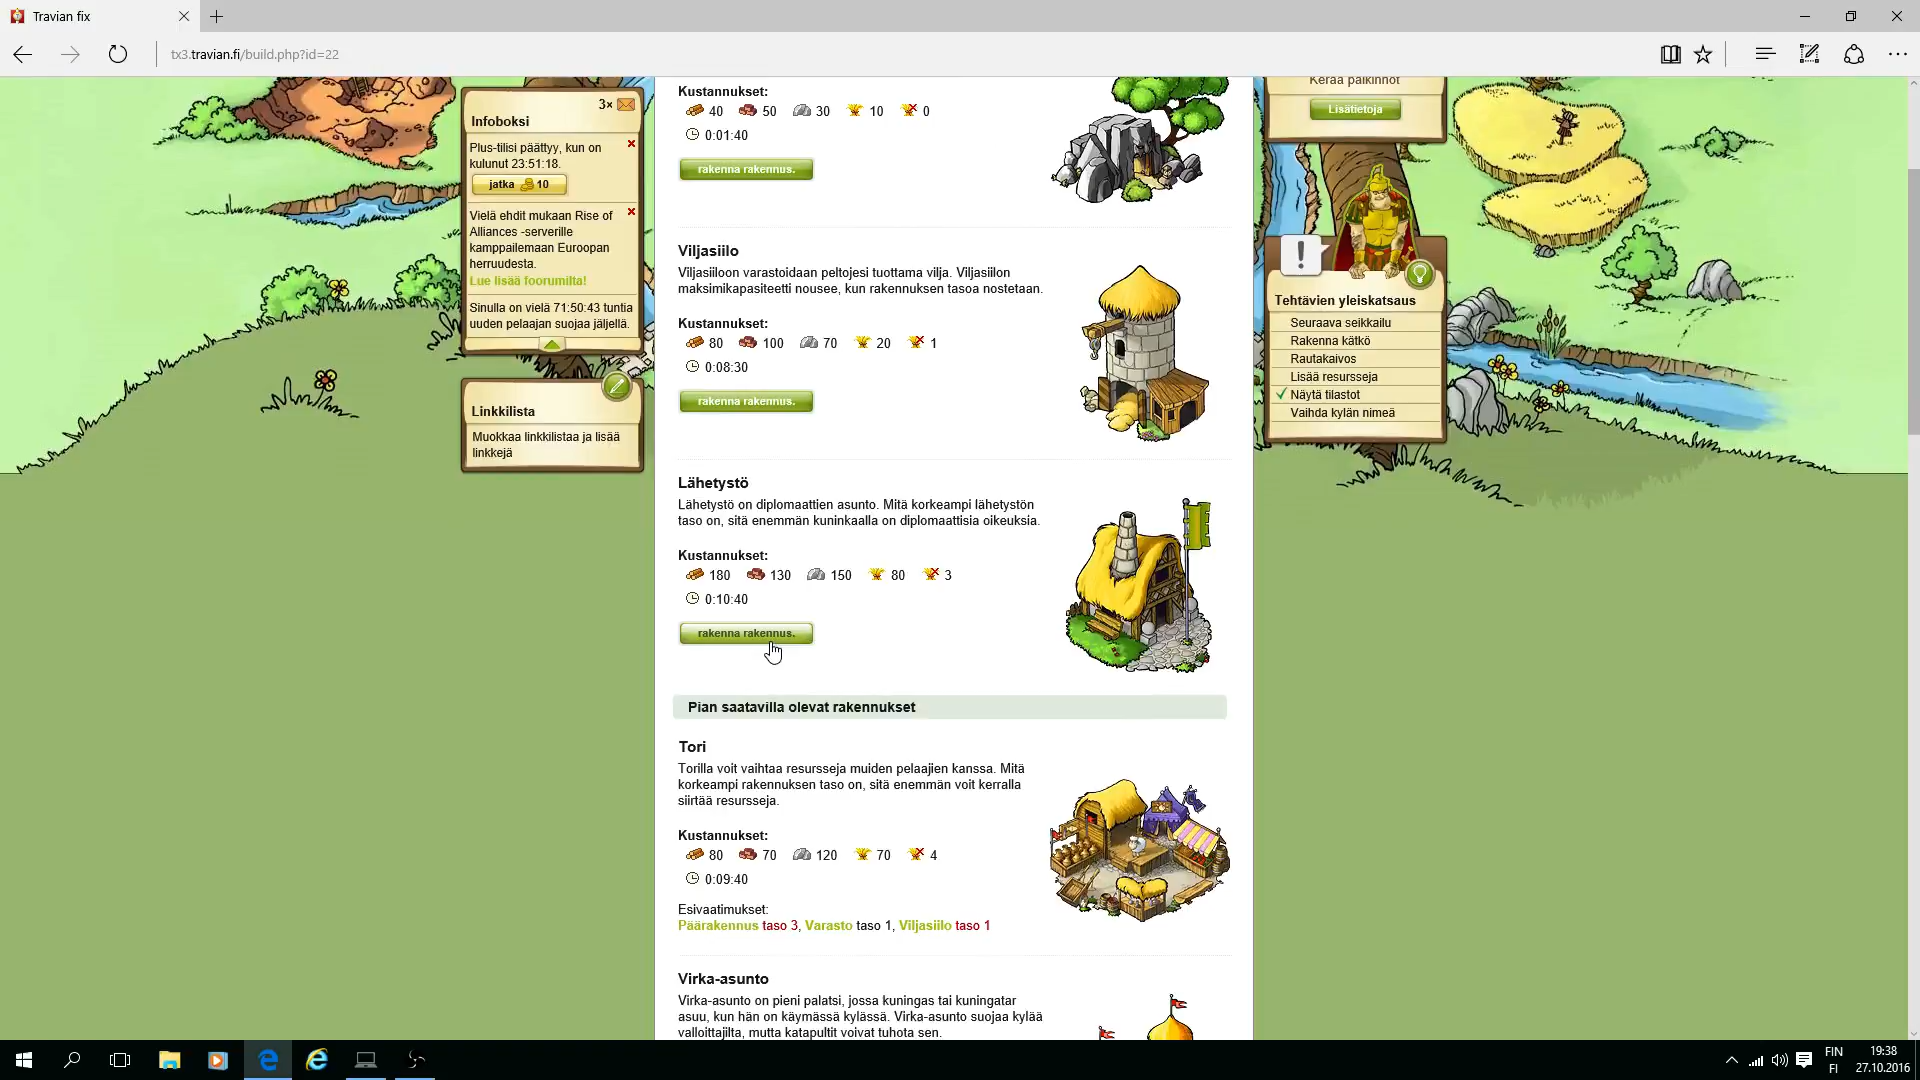 Travian fix
tx3.travian.fi/build.php?id=22
3×
Infoboksi
Plus-tilisi päättyy, kun on
kulunut 23:51:18.
jatka 10
Vielä ehdit mukaan Rise of
Alliances -serverille
kamppailemaan Euroopan
herruudesta.
Lue lisää foorumilta!
Sinulla on vielä 71:50:43 tuntia
uuden pelaajan suojaa jäljellä.
Linkkilista
Muokkaa linkkilistaa ja lisää
linkkejä
Kustannukset:
40 50 30 10 0
0:01:40
rakenna rakennus.
Viljasiilo
Viljasiiloon varastoidaan peltojesi tuottama vilja. Viljasiilon
maksimikapasiteetti nousee, kun rakennuksen tasoa nostetaan.
Kustannukset:
80 100 70 20 1
0:08:30
rakenna rakennus.
Lähetystö
Lähetystö on diplomaattien asunto. Mitä korkeampi lähetystön
taso on, sitä enemmän kuninkaalla on diplomaattisia oikeuksia.
Kustannukset:
180 130 150 80 3
0:10:40
rakenna rakennus.
Pian saatavilla olevat rakennukset
Tori
Torilla voit vaihtaa resursseja muiden pelaajien kanssa. Mitä
korkeampi rakennuksen taso on, sitä enemmän voit kerralla
siirtää resursseja.
Kustannukset:
80 70 120 70 4
0:09:40
Esivaatimukset:
Päärakennus taso 3, Varasto taso 1, Viljasiilo taso 1
Virka-asunto
Virka-asunto on pieni palatsi, jossa kuningas tai kuningatar
asuu, kun hän on käymässä kylässä. Virka-asunto suojaa kylää
valloittajilta, mutta katapultit voivat tuhota sen.
Kerää palkinnot
Lisätietoja
!
Tehtävien yleiskatsaus
Seuraava seikkailu
Rakenna kätkö
Rautakaivos
Lisää resursseja
Näytä tilastot
Vaihda kylän nimeä
FIN
FI
19:38
27.10.2016